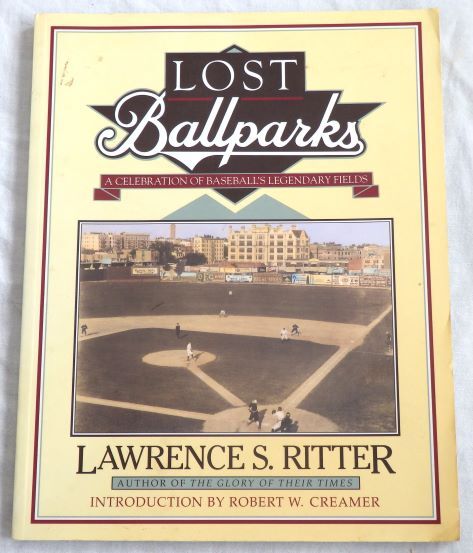 LOST
Ballparks
A CELEBRATION OF BASEBALL'S LEGENDARY FIELDS
LAWRENCE S. RITTER
AUTHOR OF THE GLORY OF THEIR TIMES
INTRODUCTION BY ROBERT W. CREAMER